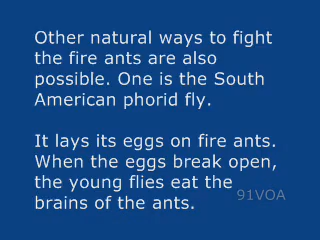 Other natural ways to fight
the fire ants are also
possible. One is the South
American phorid fly.
It lays its eggs on fire ants.
When the eggs break open,
the young flies eat the
brains of the ants.
91VOA